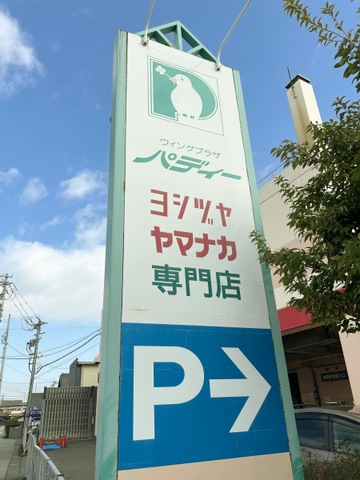 ウィングプラザ
パディー
ヨシヅヤ
ヤマナカ
専門店
P→